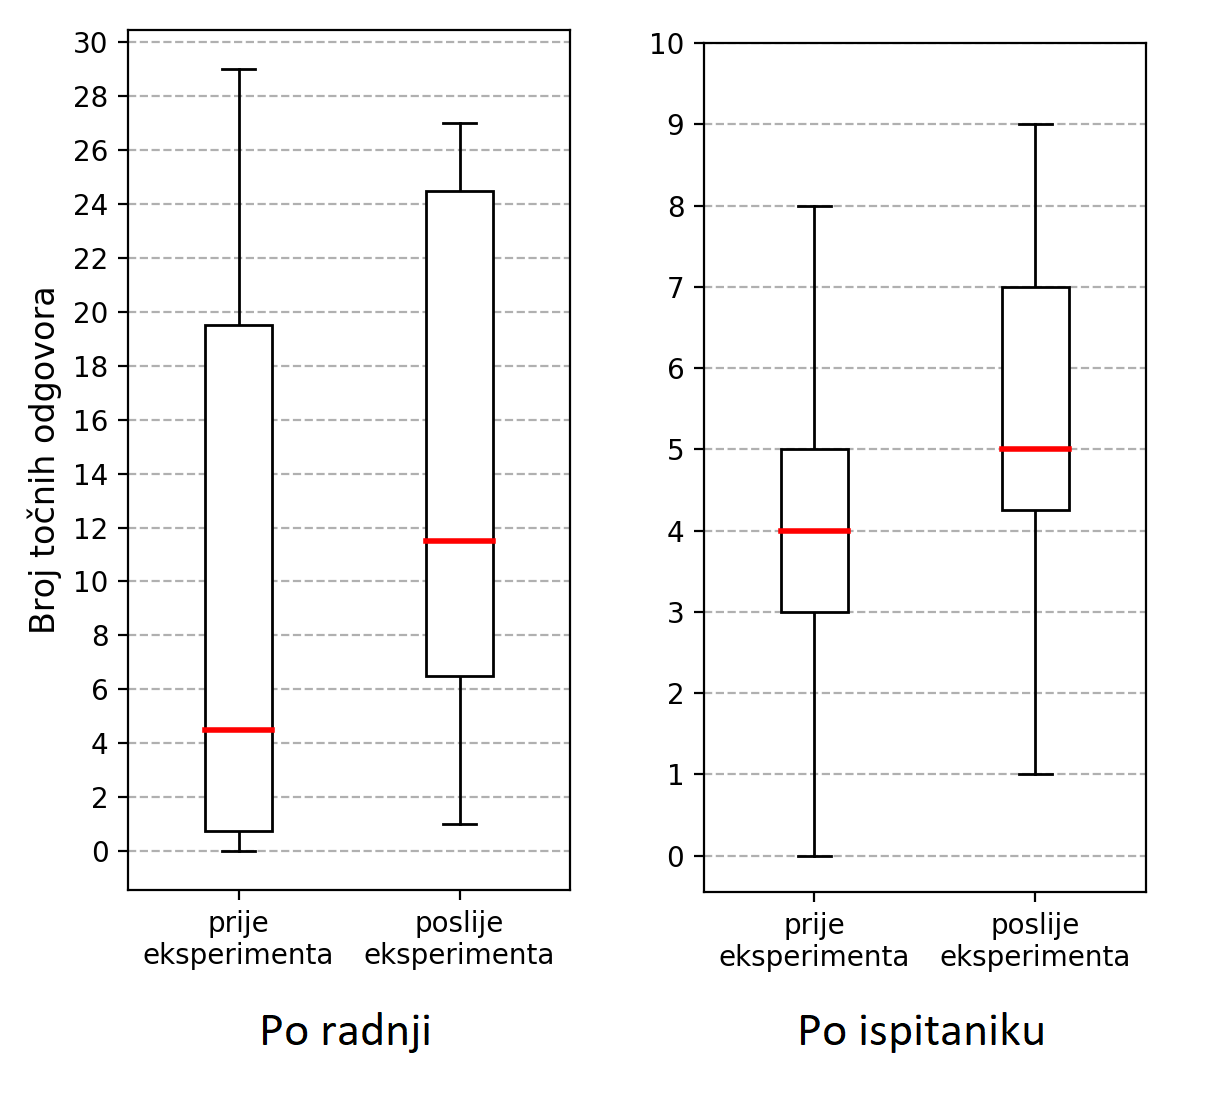 Broj točnih odgovora
30
28
26
24
22
20
18
16
14
12
10
8
6
4
2
0
prije
eksperimenta
poslije
eksperimenta
Po radnji
10
9
8
7
6
5
4
3
2
1
0
prije
eksperimenta
poslije
eksperimenta
Po ispitaniku